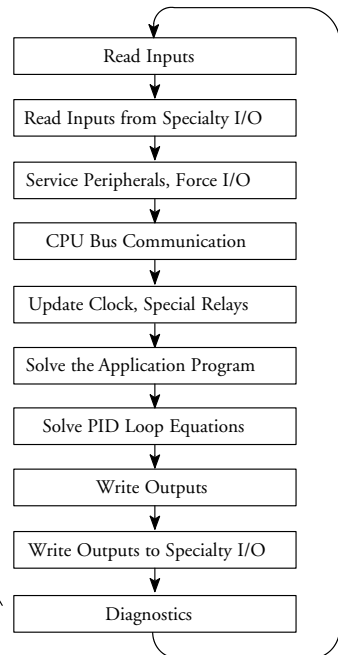 Read Inputs
Read Inputs from Specialty I/O
Service Peripherals, Force I/O
CPU Bus Communication
Update Clock, Special Relays
Solve the Application Program
Solve PID Loop Equations
Write Outputs
Write Outputs to Specialty I/O
Diagnostics